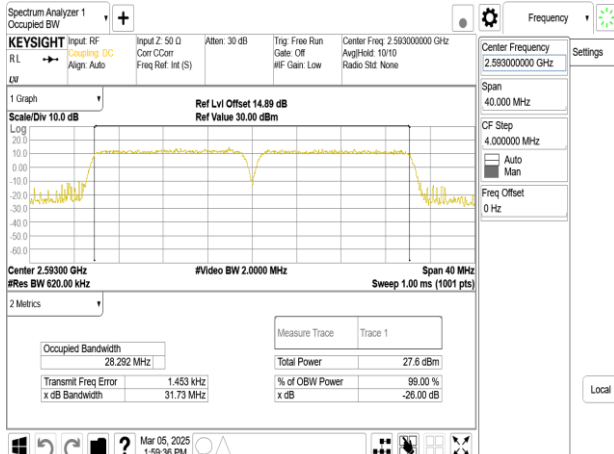 Spectrum Analyzer 1
Occupied BW
+
Frequency
KEYSIGHT
RL
LXI
Input: RF
Coupling: DC
Align: Auto
Input Z: 50 Ω
Corr CCorr
Freq Ref: Int (S)
Atten: 30 dB
Trig: Free Run
Gate: Off
#IF Gain: Low
Center Freq: 2.593000000 GHz
Avg|Hold: 10/10
Radio Std: None
Center Frequency
2.593000000 GHz
Settings
Span
40.000 MHz
CF Step
4.000000 MHz
Auto
Man
Freq Offset
0 Hz
Local
1 Graph
Scale/Div 10.0 dB
Ref Lvl Offset 14.89 dB
Ref Value 30.00 dBm
Log
20.0
10.0
0.00
-10.0
-20.0
-30.0
-40.0
-50.0
-60.0
Center 2.59300 GHz
#Res BW 620.00 kHz
#Video BW 2.0000 MHz
Span 40 MHz
Sweep 1.00 ms (1001 pts)
2 Metrics
Measure Trace Trace 1
Occupied Bandwidth
28.292 MHz
Total Power 27.6 dBm
Transmit Freq Error 1.453 kHz
% of OBW Power 99.00 %
x dB Bandwidth 31.73 MHz
x dB -26.00 dB
?
Mar 05, 2025
1:59:36 PM